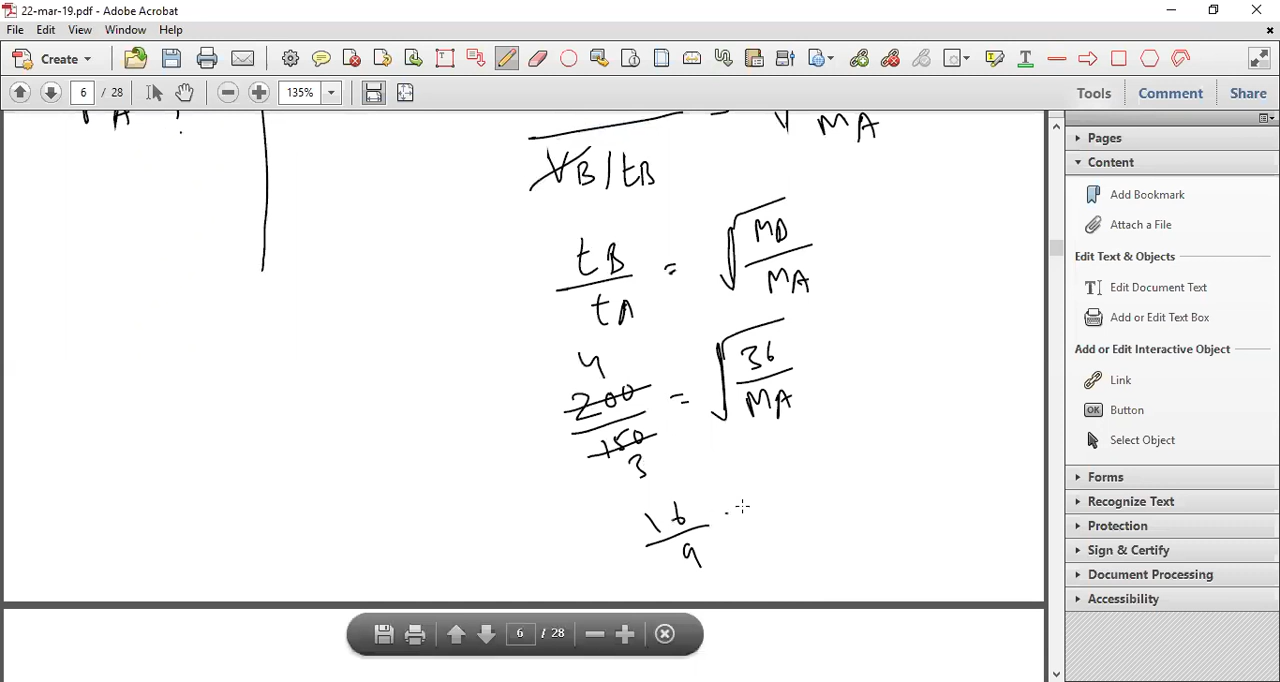 22-mar-19.pdf - Adobe Acrobat
File Edit View Window Help
Create
6 / 28 135% Tools Comment Share
A ?
= √ MA
VB / tB
tB / tA = √ MB / MA
4
200 / 150 = √ 36 / MA
3
16 / 9
Pages
Content
Add Bookmark
Attach a File
Edit Text & Objects
Edit Document Text
Add or Edit Text Box
Add or Edit Interactive Object
Link
OK Button
Select Object
Forms
Recognize Text
Protection
Sign & Certify
Document Processing
Accessibility
6 / 28